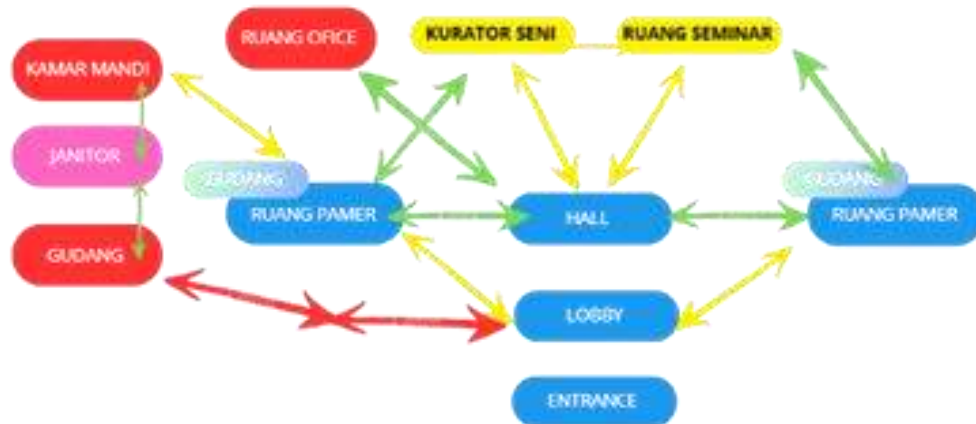 RUANG OFICE
KURATOR SENI
RUANG SEMINAR
KAMAR MANDI
JANITOR
GUDANG
RUANG PAMER
HALL
GUDANG
RUANG PAMER
GUDANG
LOBBY
ENTRANCE